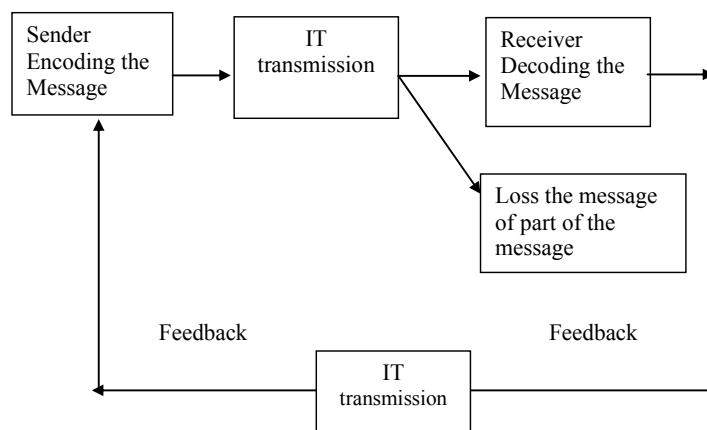 Sender
Encoding the
Message
IT
transmission
Receiver
Decoding the
Message
Loss the message
of part of the
message
Feedback
Feedback
IT
transmission